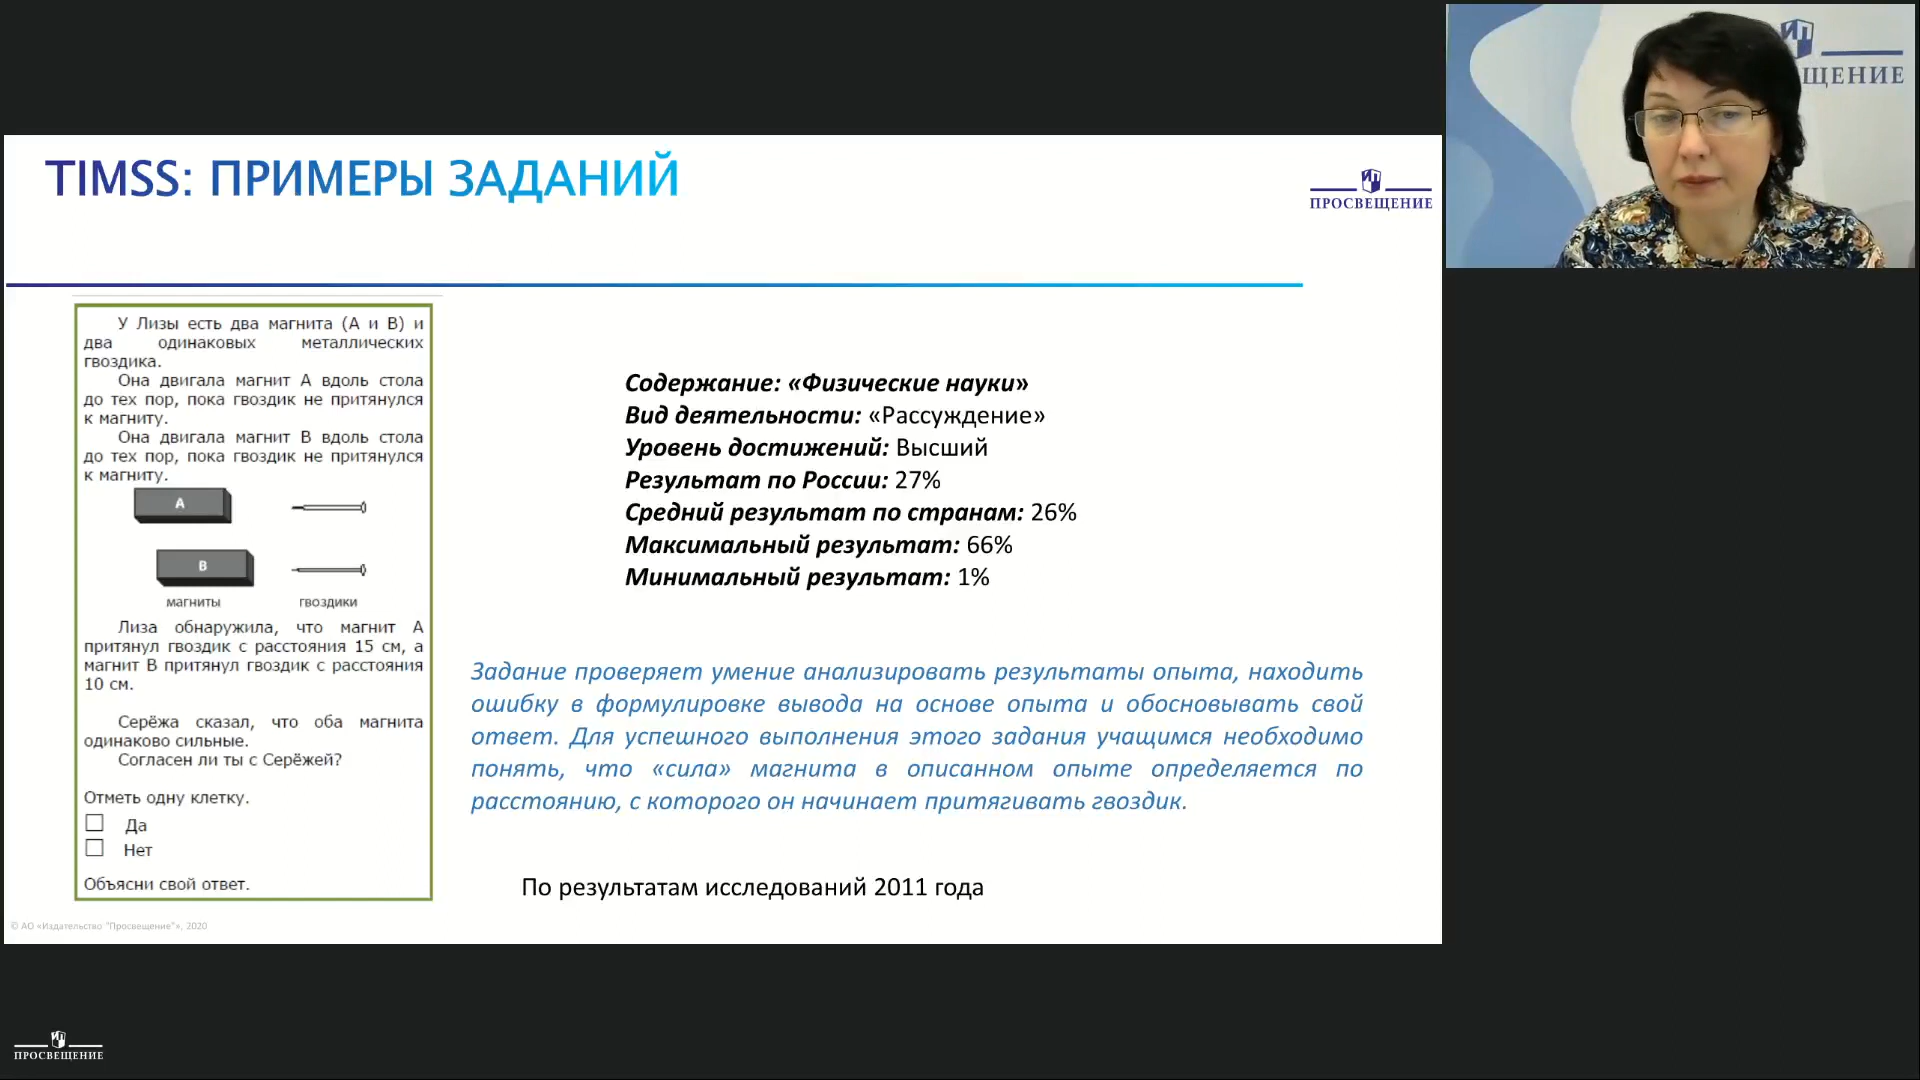 ИП
ЩЕНИЕ
TIMSS: ПРИМЕРЫ ЗАДАНИЙ
ИП
ПРОСВЕЩЕНИЕ
У Лизы есть два магнита (А и В) и
два одинаковых металлических
гвоздика.
Она двигала магнит А вдоль стола
до тех пор, пока гвоздик не притянулся
к магниту.
Она двигала магнит В вдоль стола
до тех пор, пока гвоздик не притянулся
к магниту.
А
В
магниты гвоздики
Лиза обнаружила, что магнит А
притянул гвоздик с расстояния 15 см, а
магнит В притянул гвоздик с расстояния
10 см.
Серёжа сказал, что оба магнита
одинаково сильные.
Согласен ли ты с Серёжей?
Отметь одну клетку.
Да
Нет
Объясни свой ответ.
Содержание: «Физические науки»
Вид деятельности: «Рассуждение»
Уровень достижений: Высший
Результат по России: 27%
Средний результат по странам: 26%
Максимальный результат: 66%
Минимальный результат: 1%
Задание проверяет умение анализировать результаты опыта, находить
ошибку в формулировке вывода на основе опыта и обосновывать свой
ответ. Для успешного выполнения этого задания учащимся необходимо
понять, что «сила» магнита в описанном опыте определяется по
расстоянию, с которого он начинает притягивать гвоздик.
По результатам исследований 2011 года
© АО «Издательство "Просвещение"», 2020
ИП
ПРОСВЕЩЕНИЕ